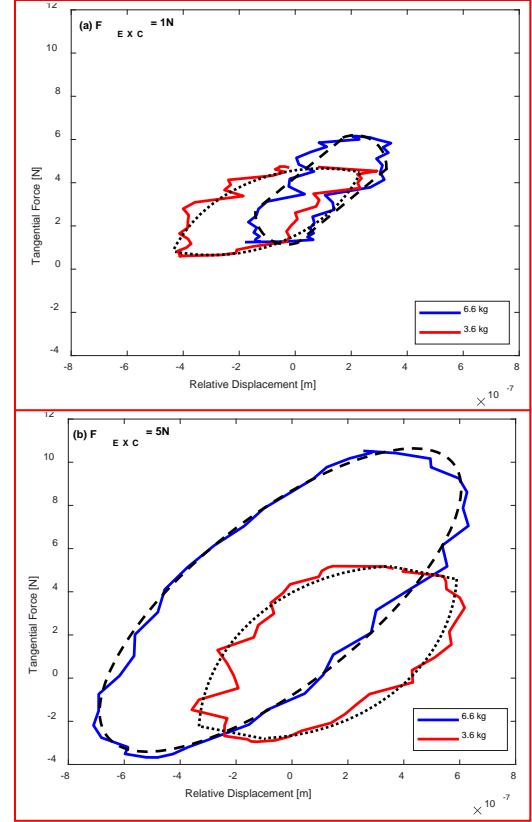 12
(a) F E X C = 1N
10
8
6
4
2
0
-2
-4
Tangential Force [N]
6.6 kg
3.6 kg
-8 -6 -4 -2 0 2 4 6 8
Relative Displacement [m]
× 10 -7
12
(b) F E X C = 5N
10
8
6
4
2
0
-2
-4
Tangential Force [N]
6.6 kg
3.6 kg
-8 -6 -4 -2 0 2 4 6 8
Relative Displacement [m]
× 10 -7